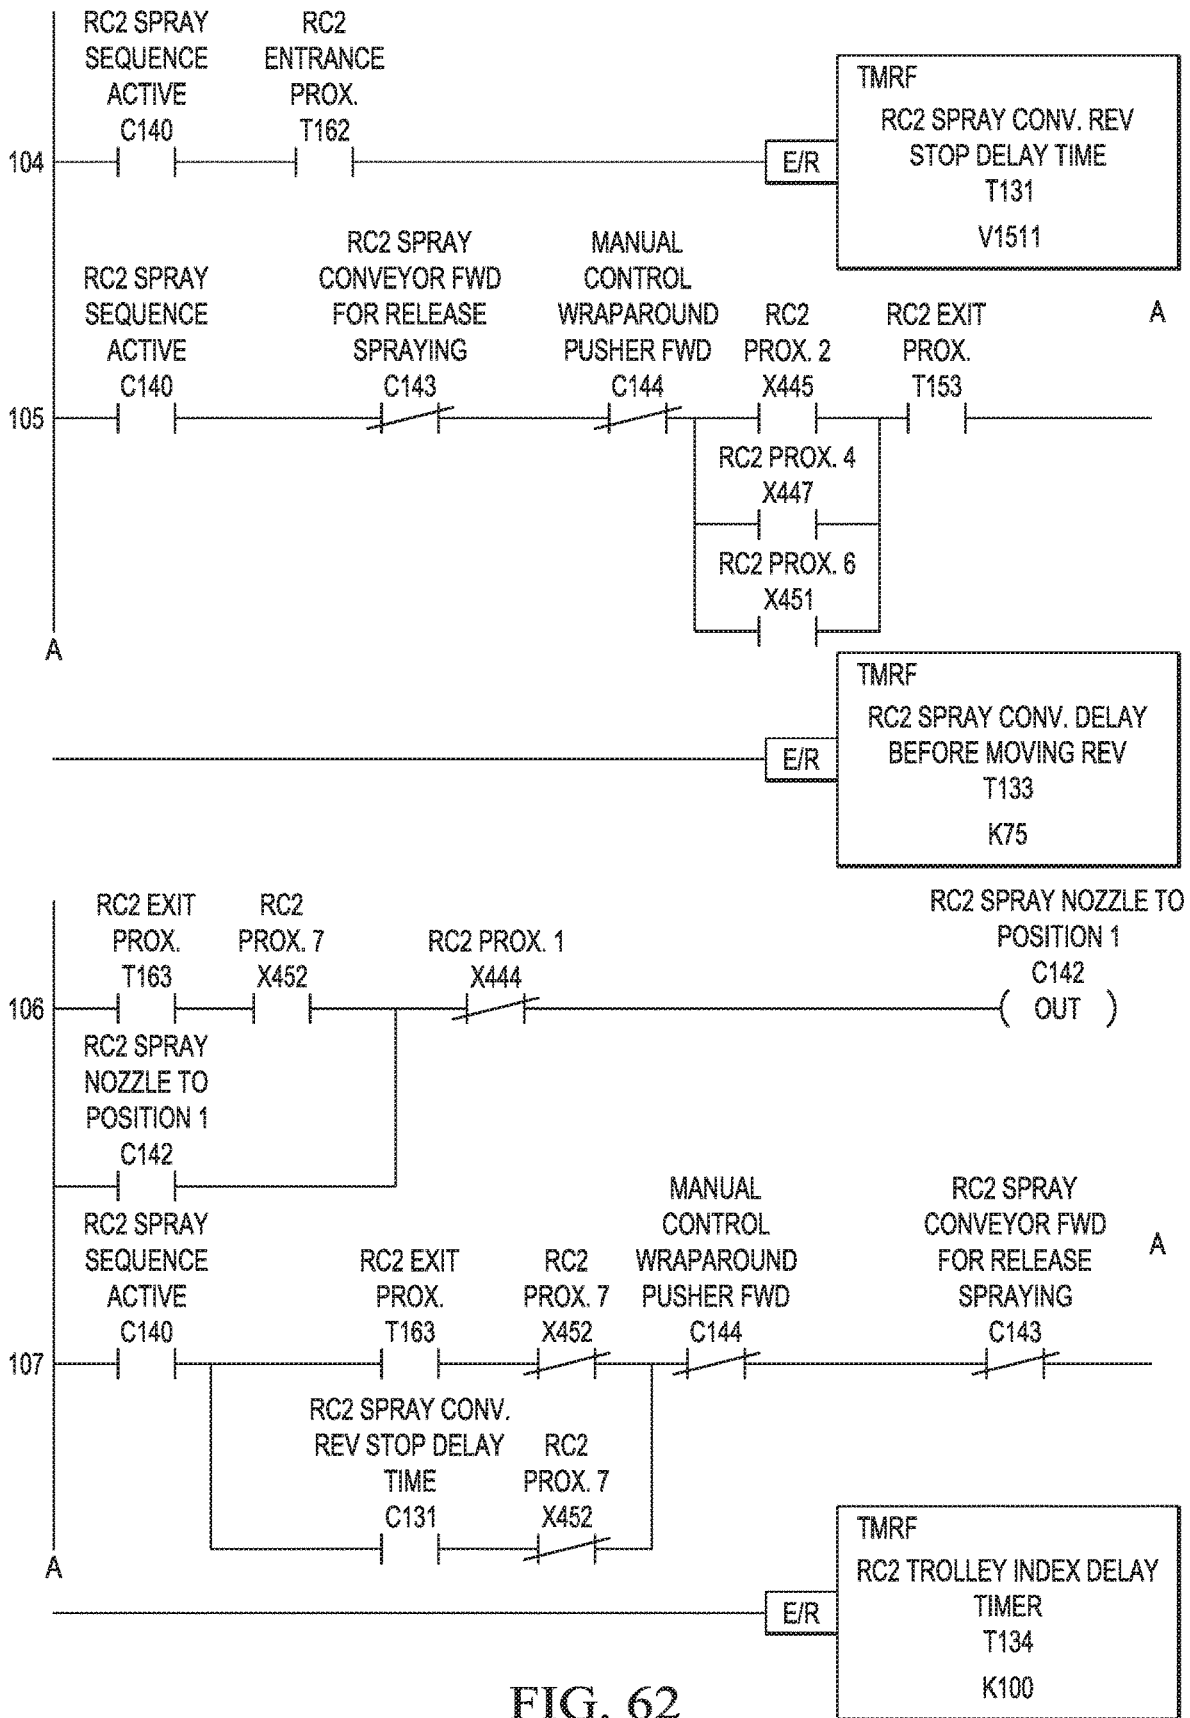 RC2 SPRAY
SEQUENCE
ACTIVE
C140
RC2
ENTRANCE
PROX.
T162
104
E/R
TMRF
RC2 SPRAY CONV. REV
STOP DELAY TIME
T131
V1511
RC2 SPRAY
SEQUENCE
ACTIVE
C140
RC2 SPRAY
CONVEYOR FWD
FOR RELEASE
SPRAYING
C143
MANUAL
CONTROL
WRAPAROUND
PUSHER FWD
C144
RC2
PROX. 2
X445
RC2 EXIT
PROX.
T153
A
105
RC2 PROX. 4
X447
RC2 PROX. 6
X451
A
E/R
TMRF
RC2 SPRAY CONV. DELAY
BEFORE MOVING REV
T133
K75
RC2 EXIT
PROX.
T163
RC2
PROX. 7
X452
RC2 PROX. 1
X444
RC2 SPRAY NOZZLE TO
POSITION 1
C142
106
( OUT )
RC2 SPRAY
NOZZLE TO
POSITION 1
C142
RC2 SPRAY
SEQUENCE
ACTIVE
C140
RC2 EXIT
PROX.
T163
RC2
PROX. 7
X452
MANUAL
CONTROL
WRAPAROUND
PUSHER FWD
C144
RC2 SPRAY
CONVEYOR FWD
FOR RELEASE
SPRAYING
C143
A
107
RC2 SPRAY CONV.
REV STOP DELAY
TIME
C131
RC2
PROX. 7
X452
A
E/R
TMRF
RC2 TROLLEY INDEX DELAY
TIMER
T134
K100
FIG. 62